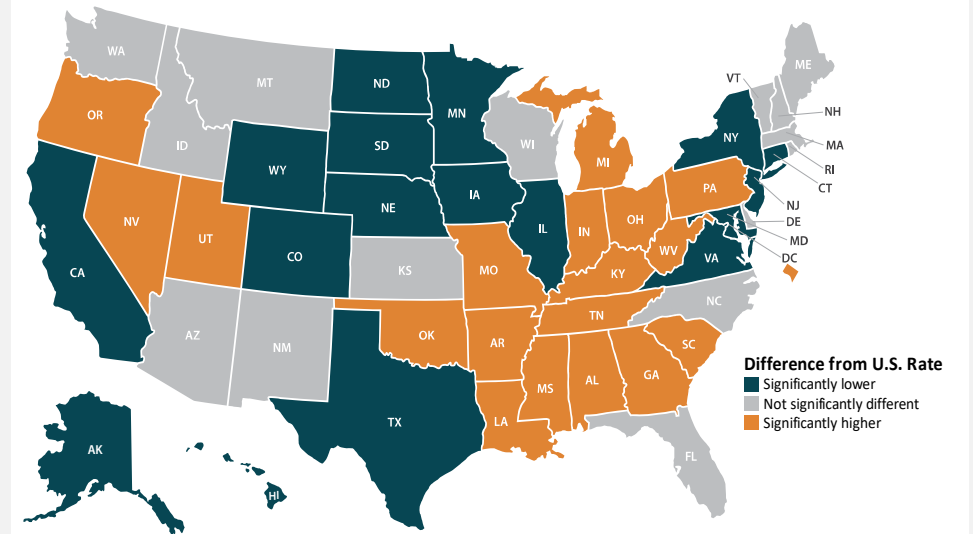 WA
MT
ND
MN
ME
VT
OR
ID
WY
SD
WI
MI
NY
NH
MA
RI
CT
NV
UT
CO
NE
IA
IL
IN
OH
PA
NJ
DE
MD
DC
CA
KS
MO
KY
WV
VA
AZ
NM
OK
AR
TN
NC
SC
TX
LA
MS
AL
GA
FL
AK
HI
Difference from U.S. Rate
Significantly lower
Not significantly different
Significantly higher